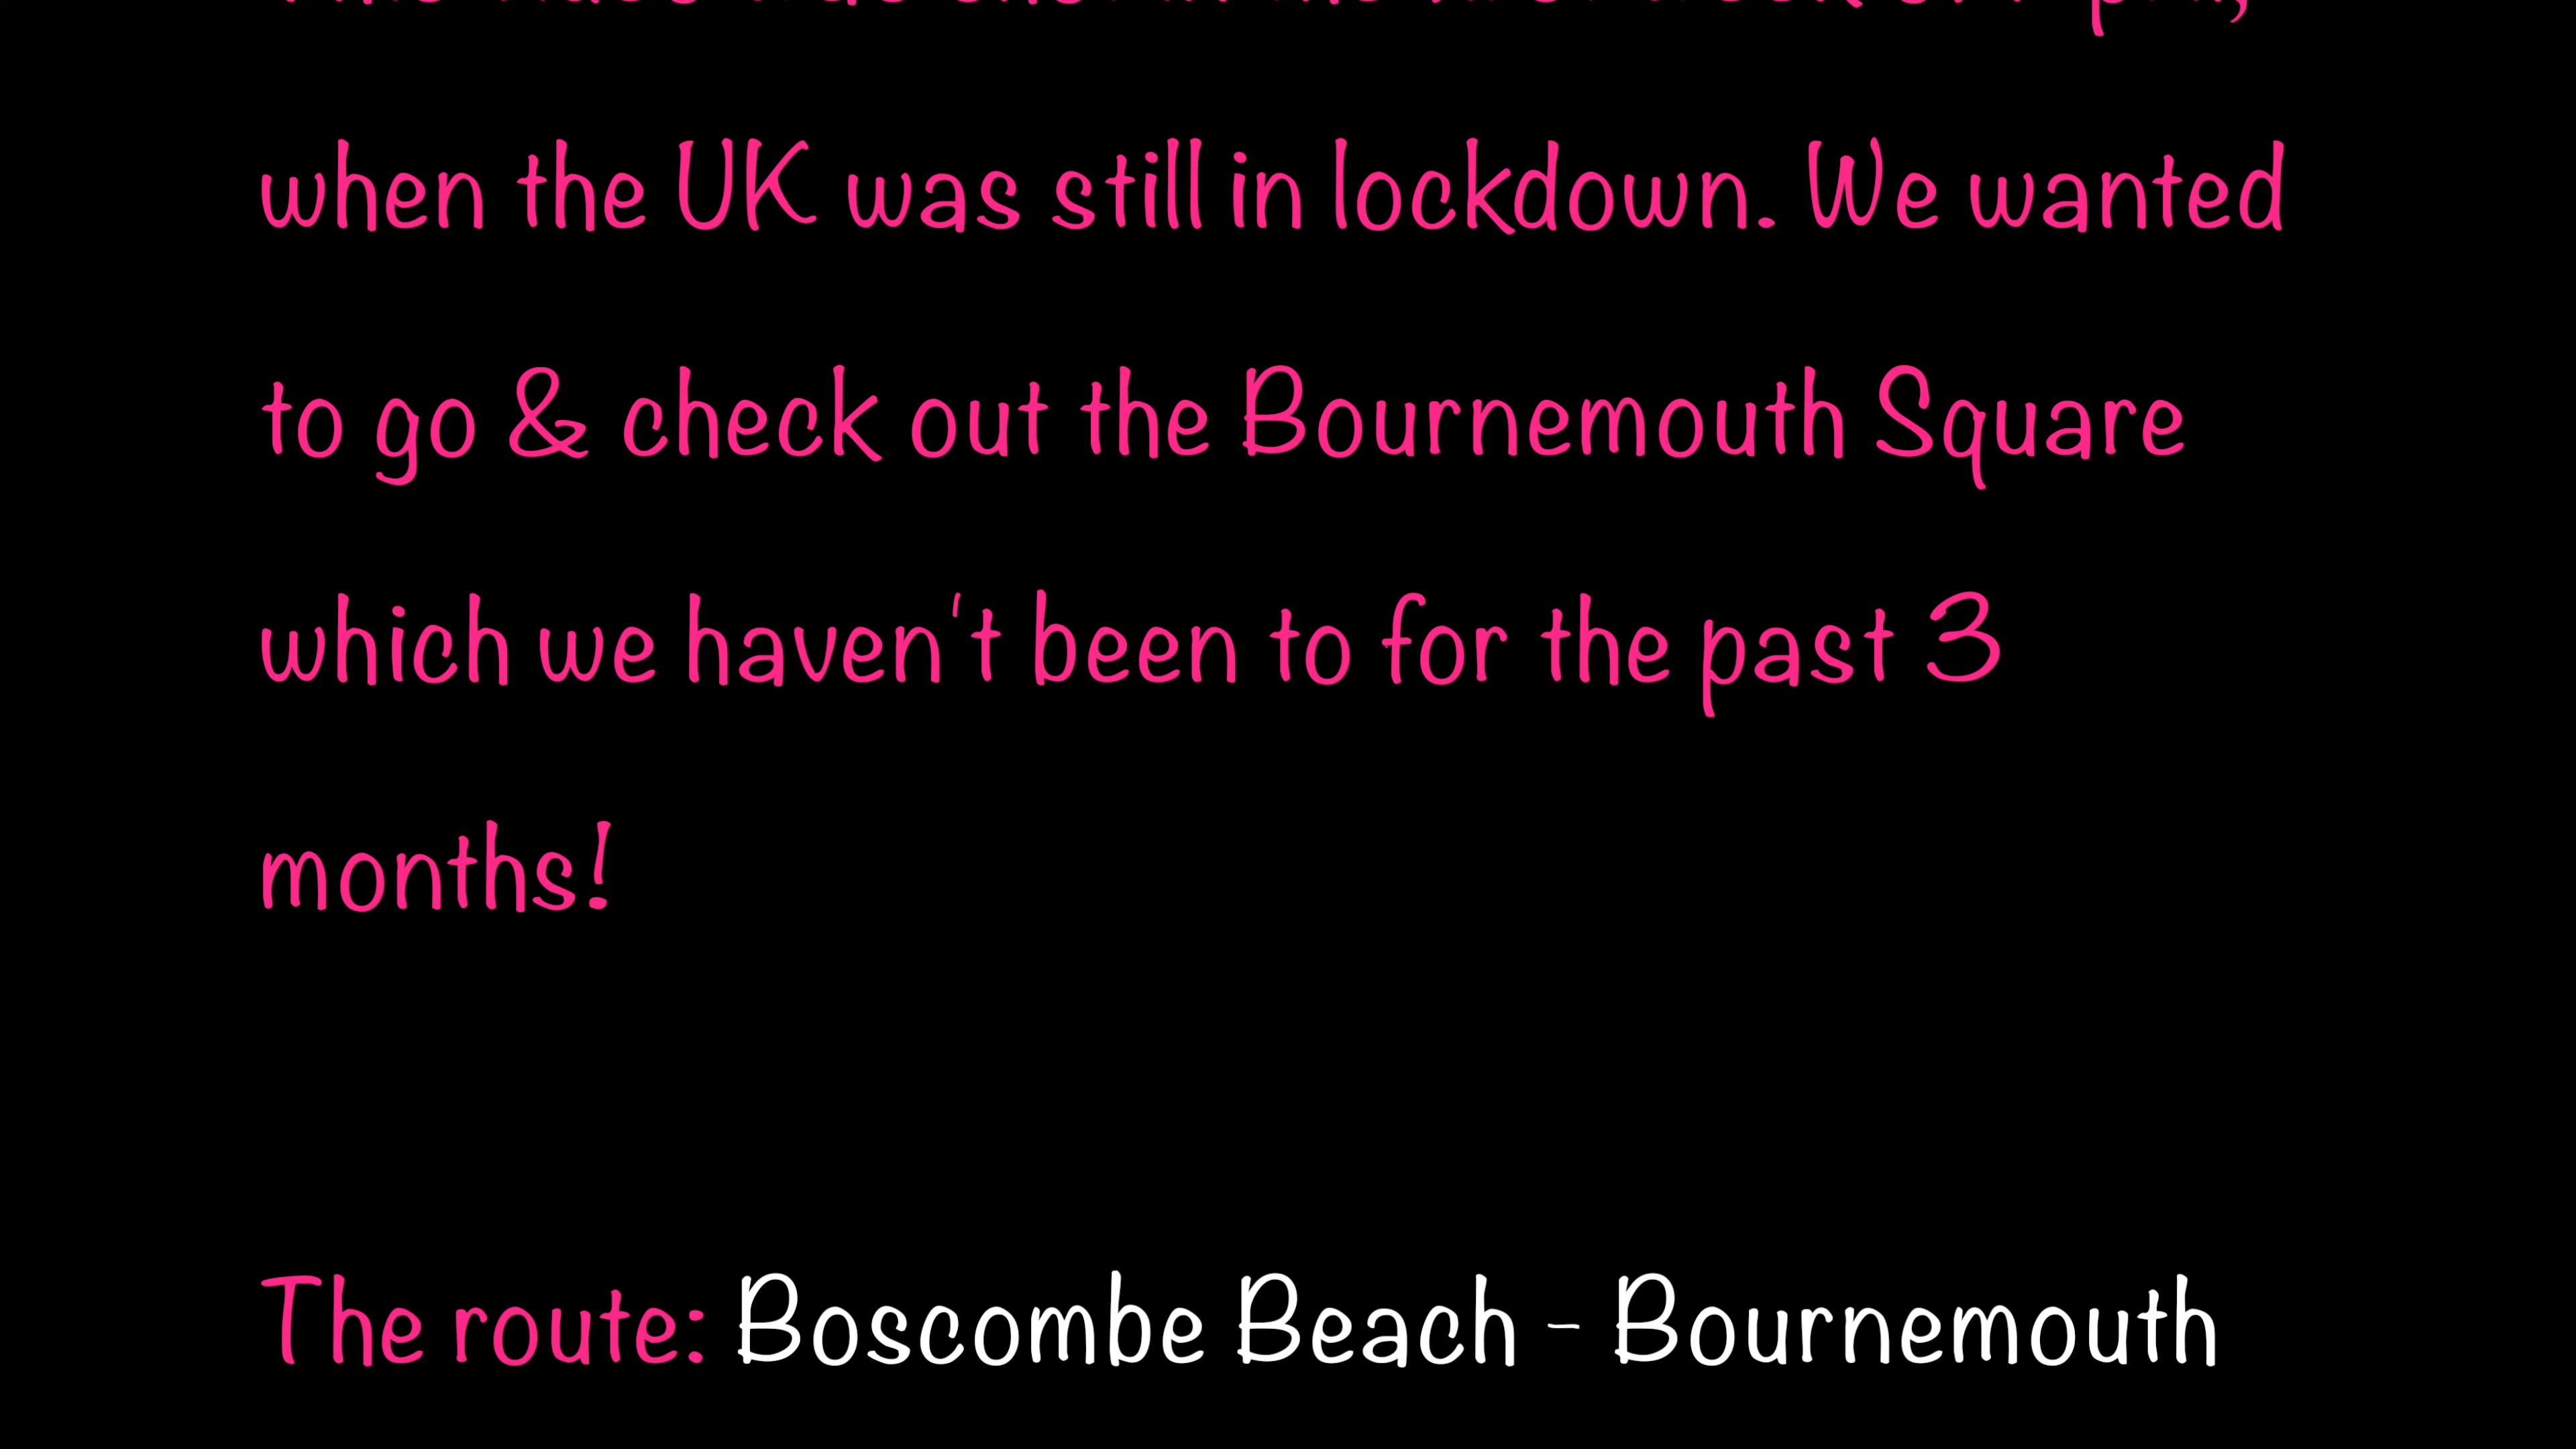 when the UK was still in lockdown. We wanted
to go & check out the Bournemouth Square
which we haven't been to for the past 3
months!
The route: Boscombe Beach - Bournemouth